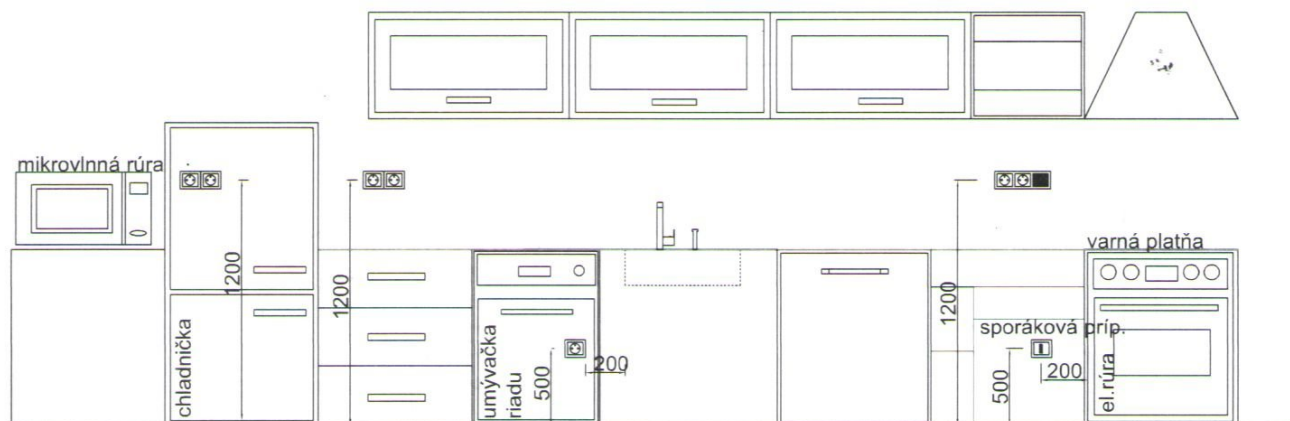 mikrovlnná rúra
varná platňa
1200
1200
1200
chladnička
umývačka
riadu
500
200
sporáková príp.
500
200
el.rúra